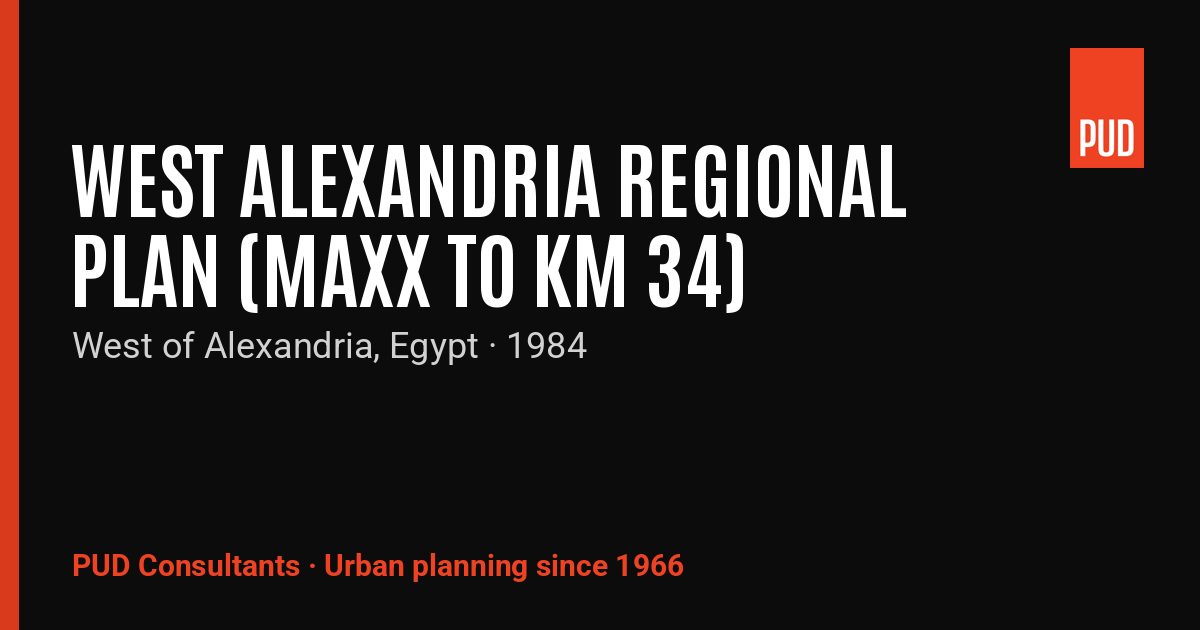 PUD
WEST ALEXANDRIA REGIONAL
PLAN (MAXX TO KM 34)
West of Alexandria, Egypt · 1984
PUD Consultants · Urban planning since 1966